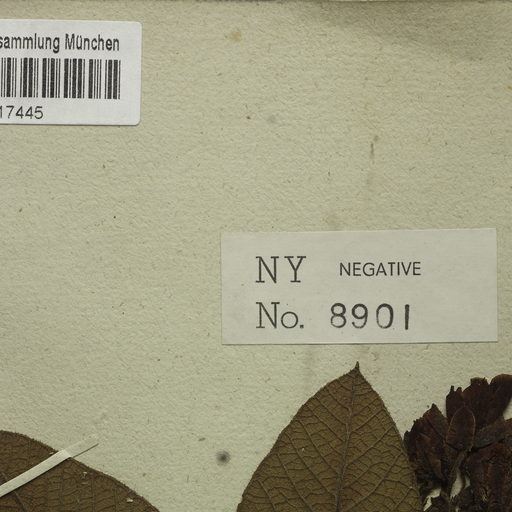 sammlung München
17445
NY NEGATIVE
No. 8901